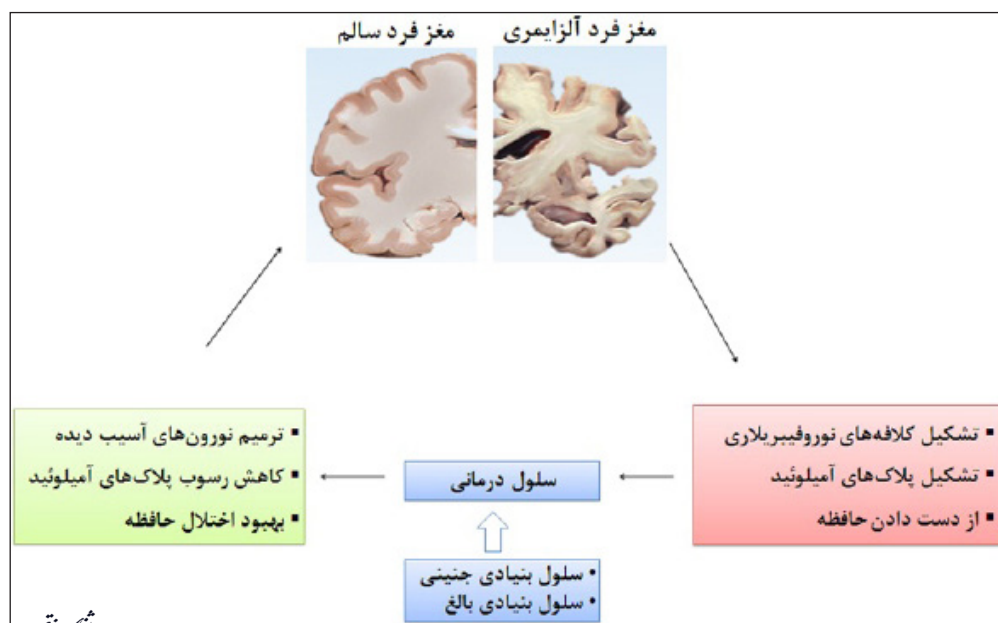 مغز فرد آلزایمری
مغز فرد سالم
▪ تشکیل کلافه‌های نوروفیبریلاری
▪ تشکیل پلاک‌های آمیلوئید
▪ از دست دادن حافظه
سلول درمانی
• سلول بنیادی جنینی
• سلول بنیادی بالغ
▪ ترمیم نورون‌های آسیب دیده
▪ کاهش رسوب پلاک‌های آمیلوئید
▪ بهبود اختلال حافظه